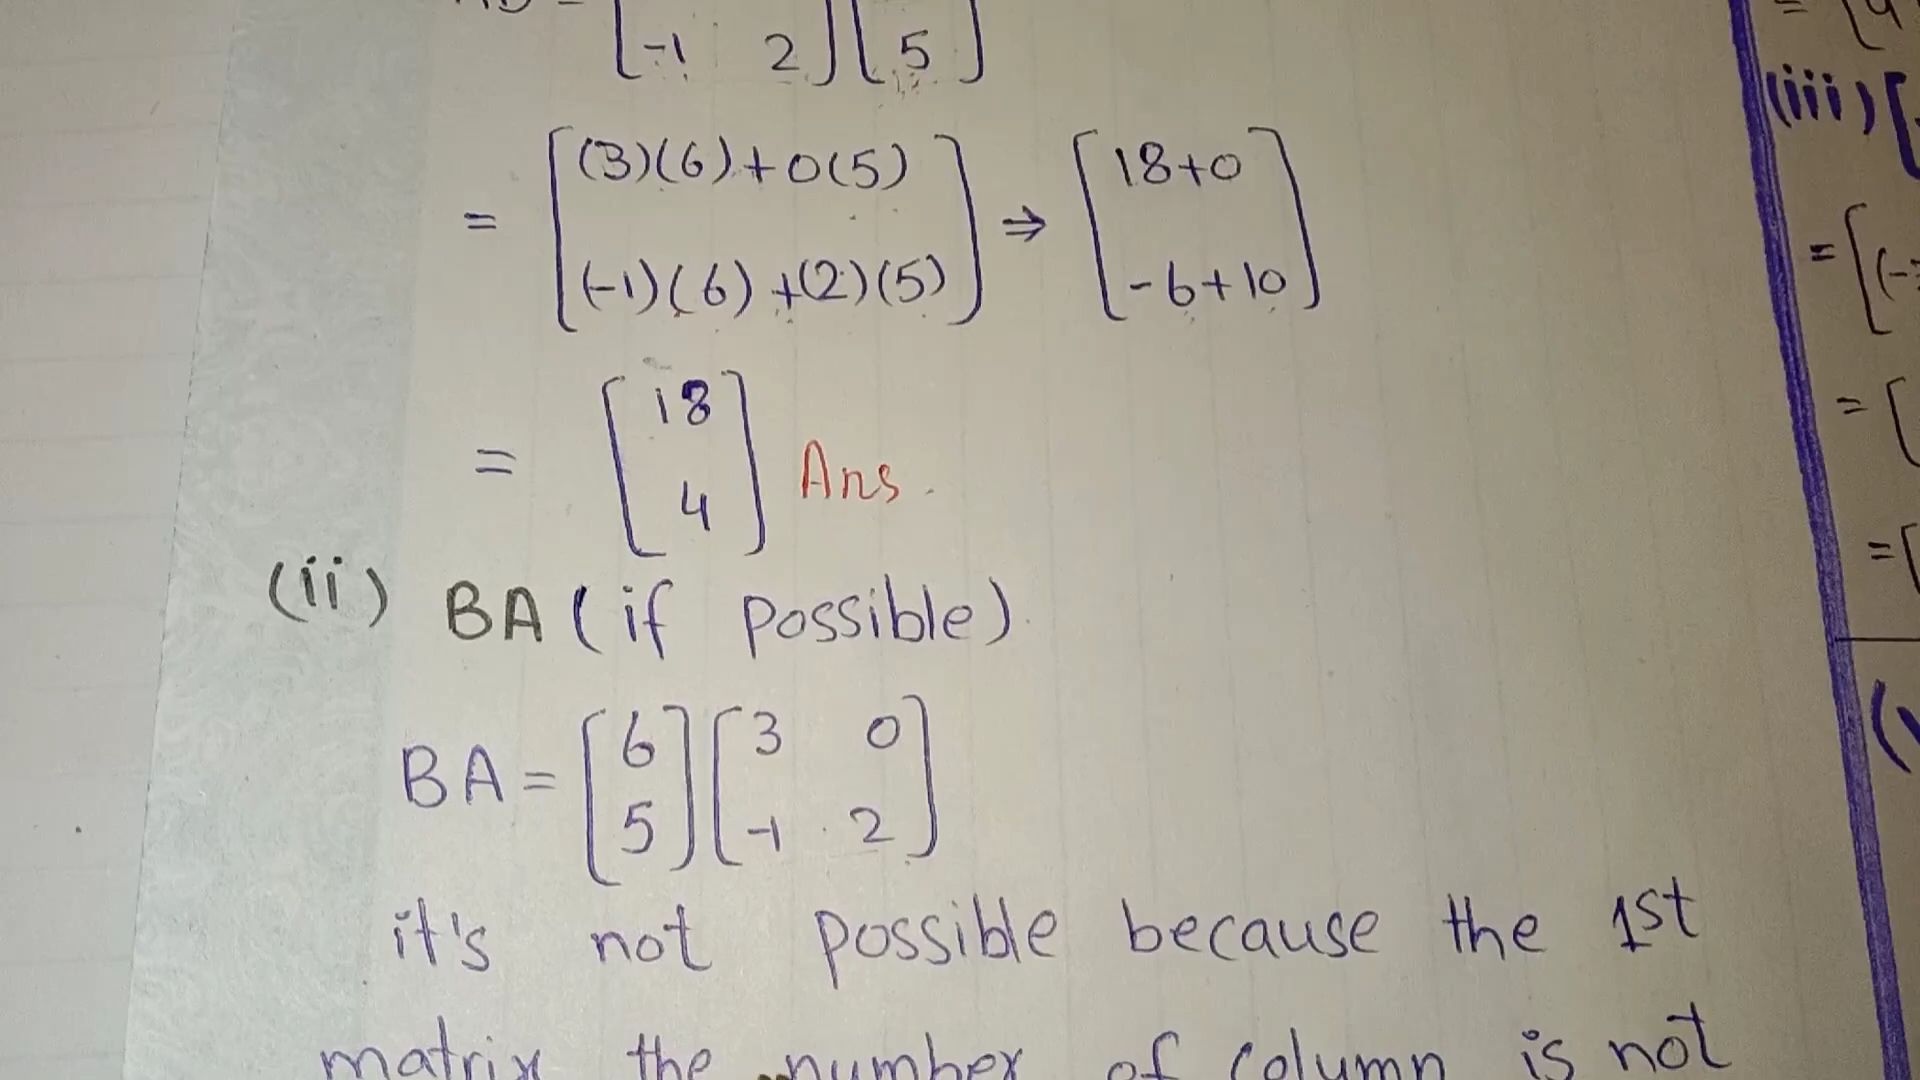 [-1 2] [5]
= [(3)(6)+0(5) ⇒ [18+0
(-1)(6)+(2)(5)] -6+10]
= [18
4] Ans.
(ii) BA (if possible).
BA = [6 [3 0
5] -1 2]
it's not possible because the 1st
matrix the number of column is not
(iii) [
= [(-
= [
= [